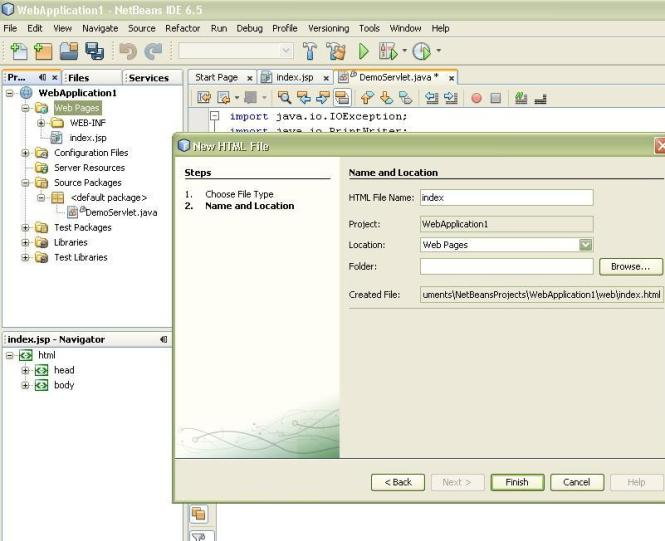 WebApplication1 - NetBeans IDE 6.5
File Edit View Navigate Source Refactor Run Debug Profile Versioning Tools Window Help
Pr... Files Services
Start Page index.jsp DemoServlet.java *
WebApplication1
Web Pages
WEB-INF
index.jsp
Configuration Files
Server Resources
Source Packages
<default package>
DemoServlet.java
Test Packages
Libraries
Test Libraries
import java.io.IOException;
import java.io.PrintWriter;
New HTML File
Steps
1. Choose File Type
2. Name and Location
Name and Location
HTML File Name: index
Project: WebApplication1
Location: Web Pages
Folder: Browse...
Created File: uments\NetBeansProjects\WebApplication1\web\index.html
< Back Next > Finish Cancel Help
index.jsp - Navigator
html
head
body